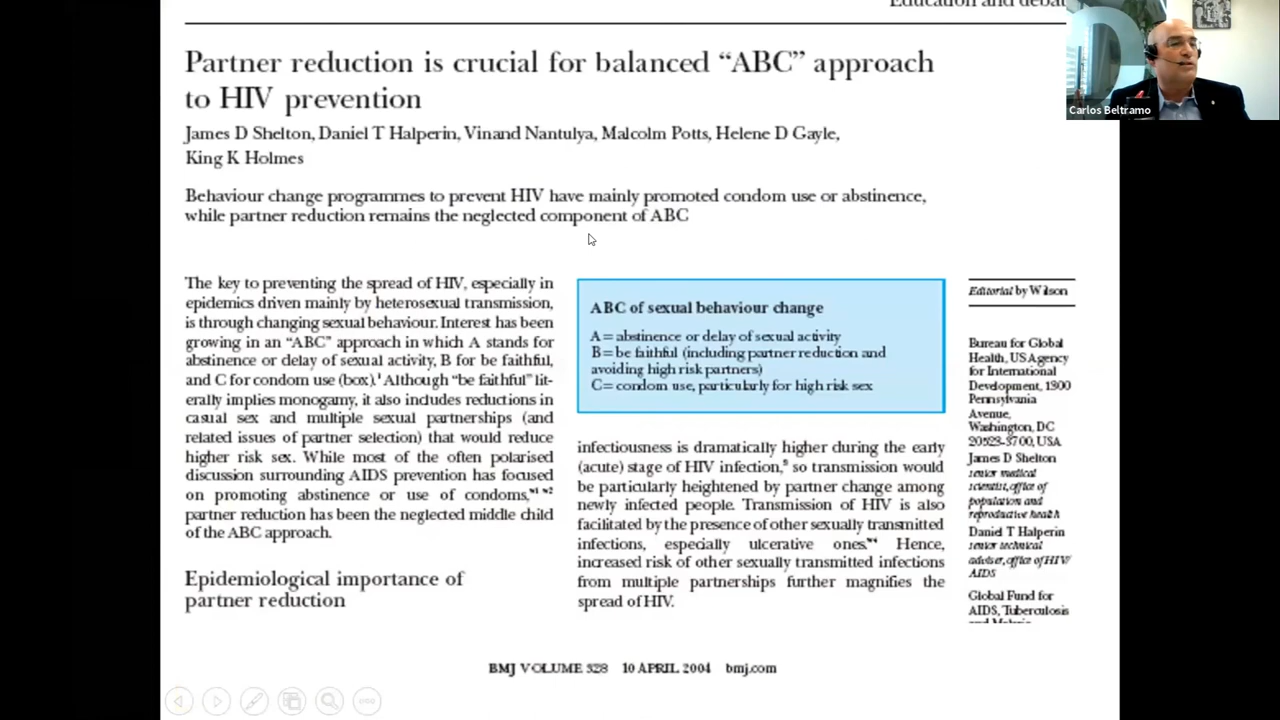 Education and debate
Carlos Beltramo
Partner reduction is crucial for balanced “ABC” approach
to HIV prevention
James D Shelton, Daniel T Halperin, Vinand Nantulya, Malcolm Potts, Helene D Gayle,
King K Holmes
Behaviour change programmes to prevent HIV have mainly promoted condom use or abstinence,
while partner reduction remains the neglected component of ABC
The key to preventing the spread of HIV, especially in
epidemics driven mainly by heterosexual transmission,
is through changing sexual behaviour. Interest has been
growing in an “ABC” approach in which A stands for
abstinence or delay of sexual activity, B for be faithful,
and C for condom use (box).1 Although “be faithful” lit-
erally implies monogamy, it also includes reductions in
casual sex and multiple sexual partnerships (and
related issues of partner selection) that would reduce
higher risk sex. While most of the often polarised
discussion surrounding AIDS prevention has focused
on promoting abstinence or use of condoms,w1 w2
partner reduction has been the neglected middle child
of the ABC approach.
Epidemiological importance of
partner reduction
ABC of sexual behaviour change
A= abstinence or delay of sexual activity
B= be faithful (including partner reduction and
avoiding high risk partners)
C= condom use, particularly for high risk sex
infectiousness is dramatically higher during the early
(acute) stage of HIV infection, so transmission would
be particularly heightened by partner change among
newly infected people. Transmission of HIV is also
facilitated by the presence of other sexually transmitted
infections, especially ulcerative ones.w4 Hence,
increased risk of other sexually transmitted infections
from multiple partnerships further magnifies the
spread of HIV.
Editorial by Wilson
Bureau for Global
Health, US Agency
for International
Development, 1300
Pennsylvania
Avenue,
Washington, DC
20523-3700, USA
James D Shelton
senior medical
scientist, office of
population and
reproductive health
Daniel T Halperin
senior technical
adviser, office of HIV/
AIDS
Global Fund for
AIDS, Tuberculosis
and Malaria
BMJ VOLUME 328 10 APRIL 2004 bmj.com